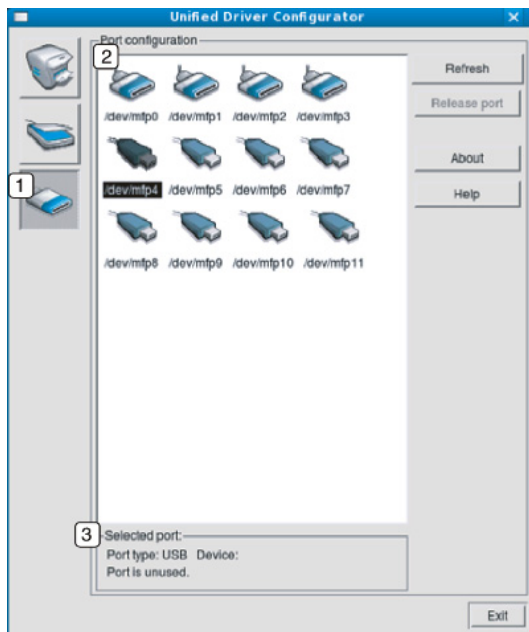 Unified Driver Configurator
Port configuration
2
Refresh
/dev/mfp0 /dev/mfp1 /dev/mfp2 /dev/mfp3
Release port
About
1
/dev/mfp4 /dev/mfp5 /dev/mfp6 /dev/mfp7
Help
/dev/mfp8 /dev/mfp9 /dev/mfp10 /dev/mfp11
3
Selected port:
Port type: USB Device:
Port is unused.
Exit